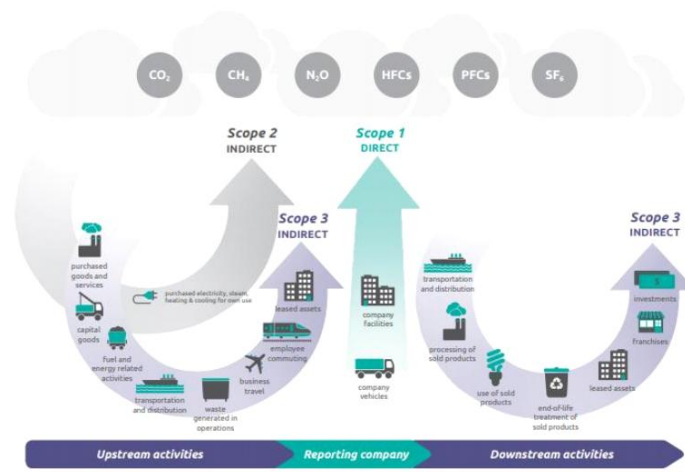 CO₂
CH₄
N₂O
HFCs
PFCs
SF₆
Scope 2
INDIRECT
Scope 1
DIRECT
Scope 3
INDIRECT
Scope 3
INDIRECT
purchased
goods and
services
capital
goods
fuel and
energy related
activities
transportation
and distribution
waste
generated in
operations
business
travel
employee
commuting
leased assets
purchased electricity, steam,
heating & cooling for own use
company
facilities
company
vehicles
transportation
and distribution
processing of
sold products
use of sold
products
end-of-life
treatment of
sold products
leased assets
franchises
investments
Upstream activities
Reporting company
Downstream activities